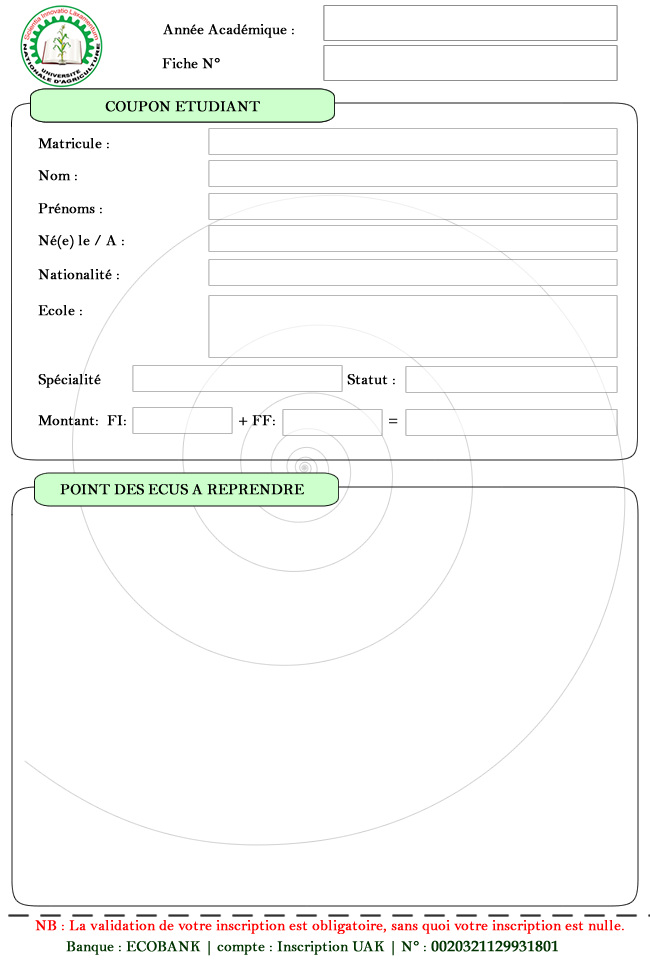 Scientia Innovatio Lavamentum
UNIVERSITE
NATIONALE D'AGRICULTURE
Année Académique :
Fiche N°
COUPON ETUDIANT
Matricule :
Nom :
Prénoms :
Né(e) le / A :
Nationalité :
Ecole :
Spécialité Statut :
Montant: FI: + FF: =
POINT DES ECUS A REPRENDRE
NB : La validation de votre inscription est obligatoire, sans quoi votre inscription est nulle.
Banque : ECOBANK | compte : Inscription UAK | N° : 0020321129931801